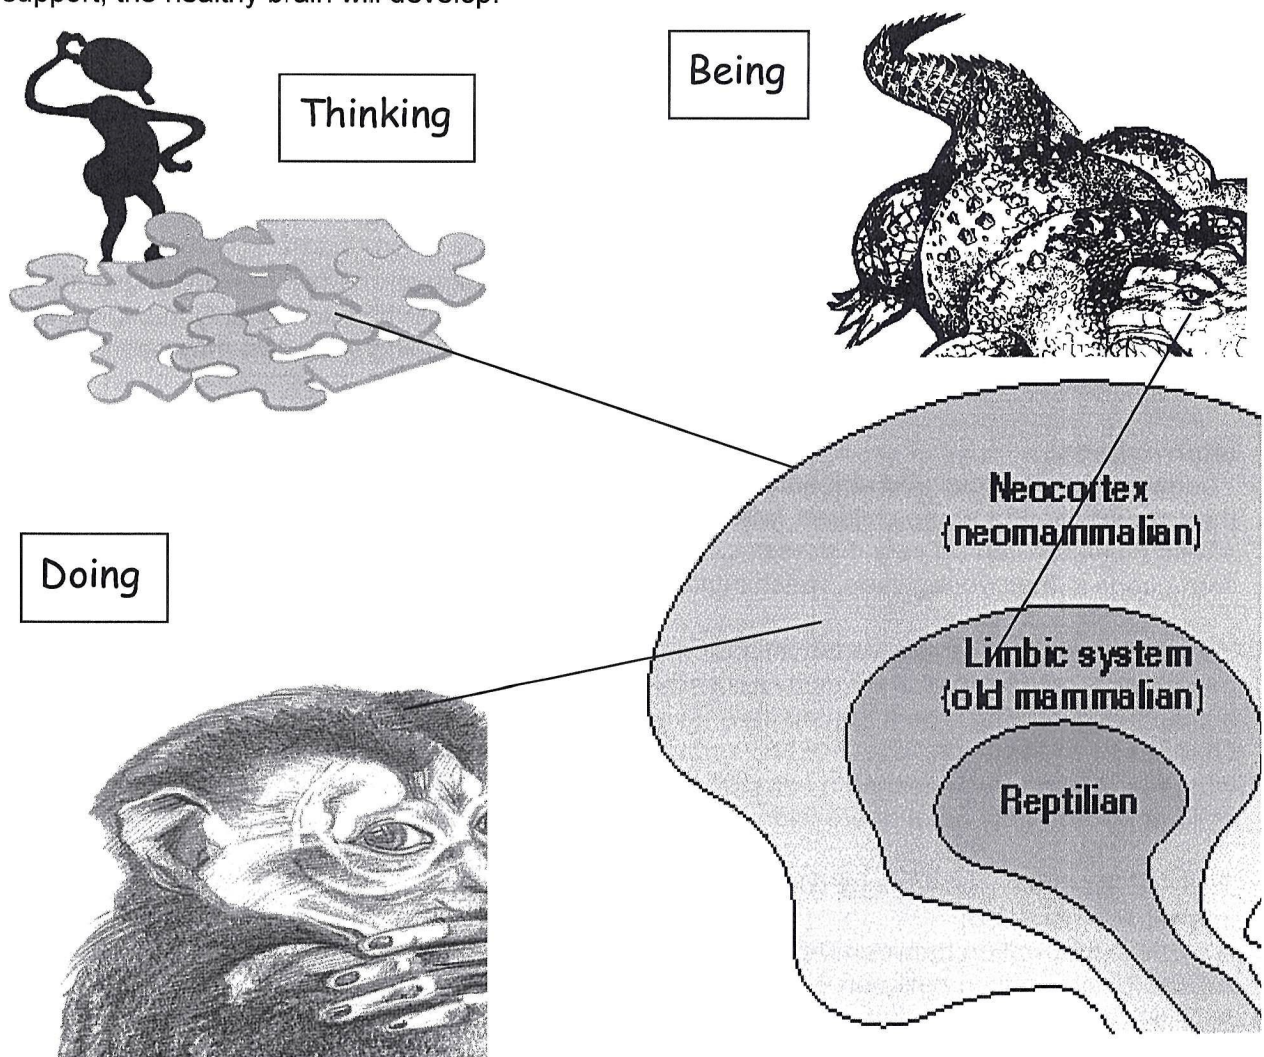 support, the healthy brain will develop.
Thinking
Being
Neocortex
(neomammalian)
Doing
Limbic system
(old mammalian)
Reptilian